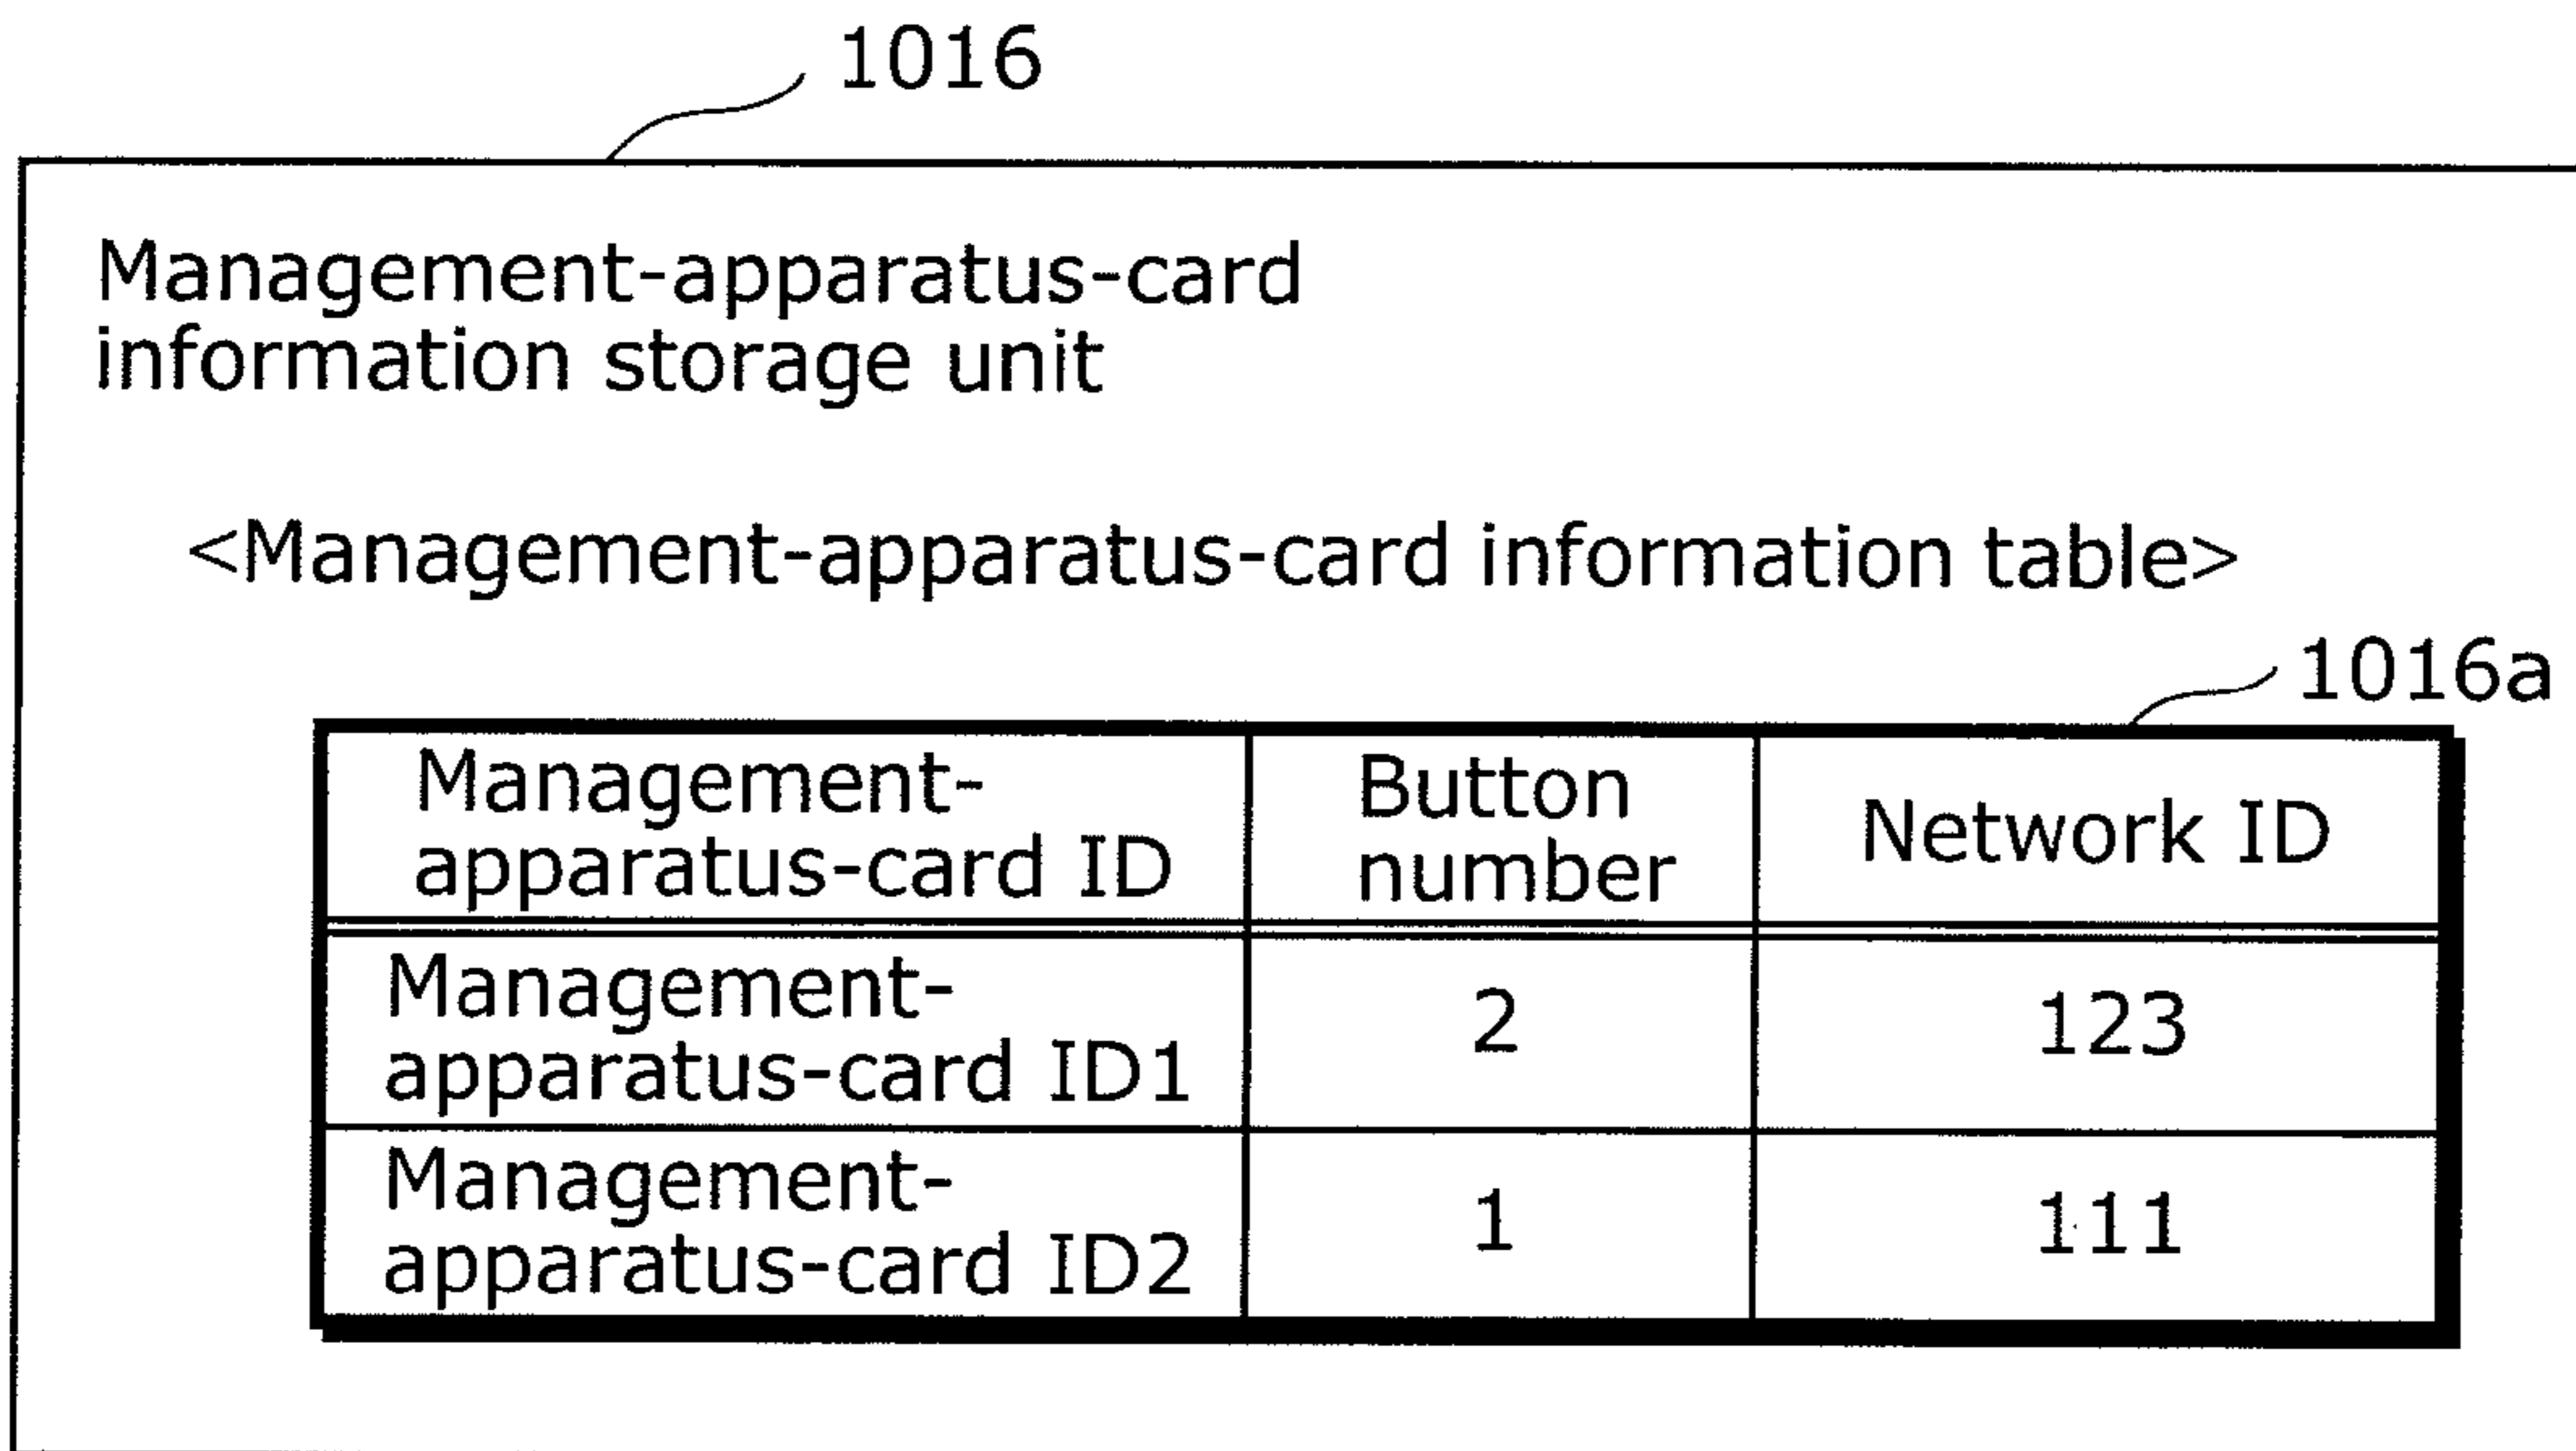 1016
Management-apparatus-card
information storage unit
<Management-apparatus-card information table>
1016a
Management-
apparatus-card ID
Button
number
Network ID
Management-
apparatus-card ID1
2
123
Management-
apparatus-card ID2
1
111